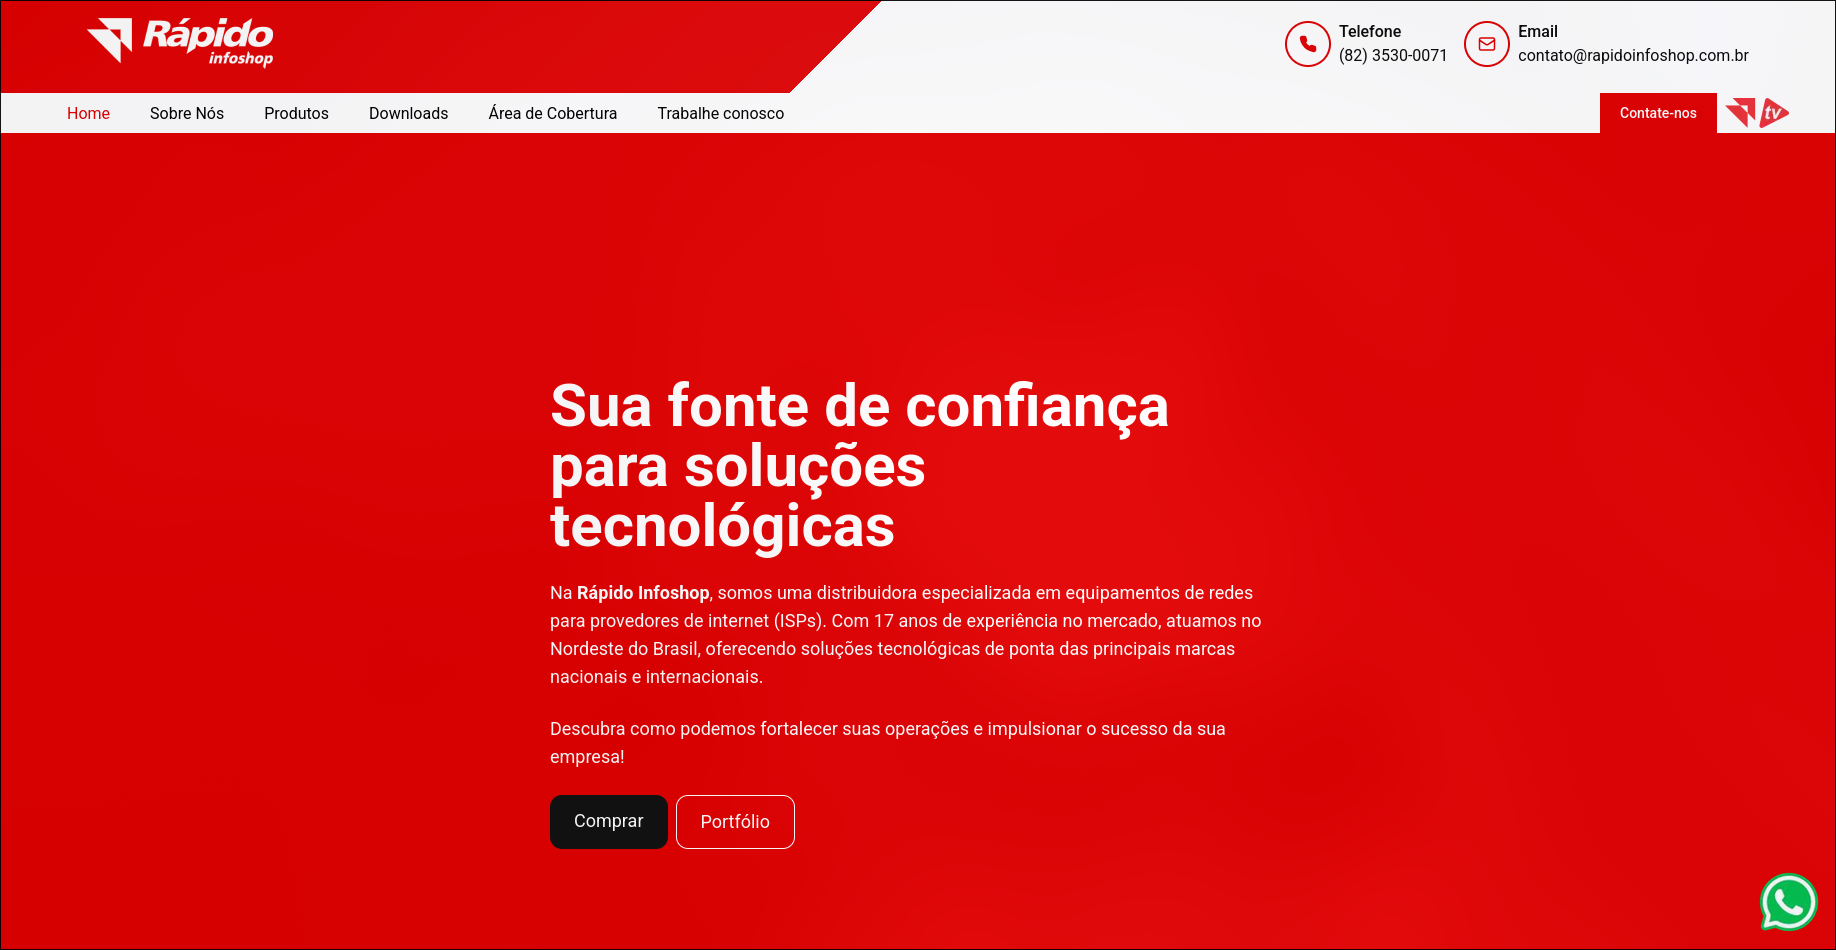 Rápido
infoshop
Telefone
(82) 3530-0071
Email
contato@rapidoinfoshop.com.br
Home
Sobre Nós
Produtos
Downloads
Área de Cobertura
Trabalhe conosco
Contate-nos
tv
Sua fonte de confiança
para soluções
tecnológicas
Na Rápido Infoshop, somos uma distribuidora especializada em equipamentos de redes
para provedores de internet (ISPs). Com 17 anos de experiência no mercado, atuamos no
Nordeste do Brasil, oferecendo soluções tecnológicas de ponta das principais marcas
nacionais e internacionais.
Descubra como podemos fortalecer suas operações e impulsionar o sucesso da sua
empresa!
Comprar
Portfólio